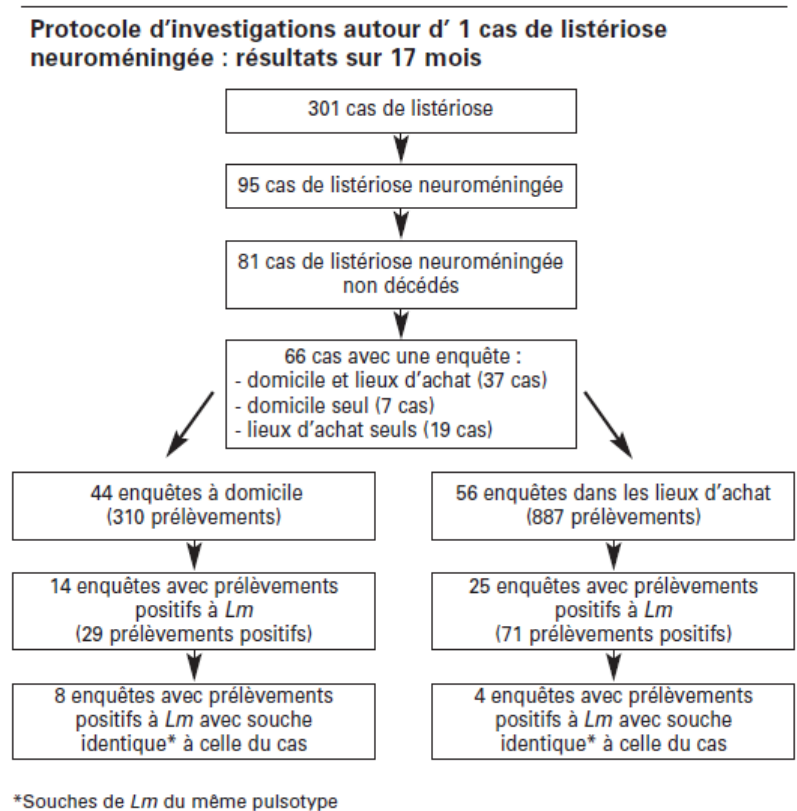 Protocole d'investigations autour d' 1 cas de listériose
neuroméningée : résultats sur 17 mois
301 cas de listériose
95 cas de listériose neuroméningée
81 cas de listériose neuroméningée
non décédés
66 cas avec une enquête :
- domicile et lieux d'achat (37 cas)
- domicile seul (7 cas)
- lieux d'achat seuls (19 cas)
44 enquêtes à domicile
(310 prélèvements)
56 enquêtes dans les lieux d'achat
(887 prélèvements)
14 enquêtes avec prélèvements
positifs à Lm
(29 prélèvements positifs)
25 enquêtes avec prélèvements
positifs à Lm
(71 prélèvements positifs)
8 enquêtes avec prélèvements
positifs à Lm avec souche
identique* à celle du cas
4 enquêtes avec prélèvements
positifs à Lm avec souche
identique* à celle du cas
*Souches de Lm du même pulsotype